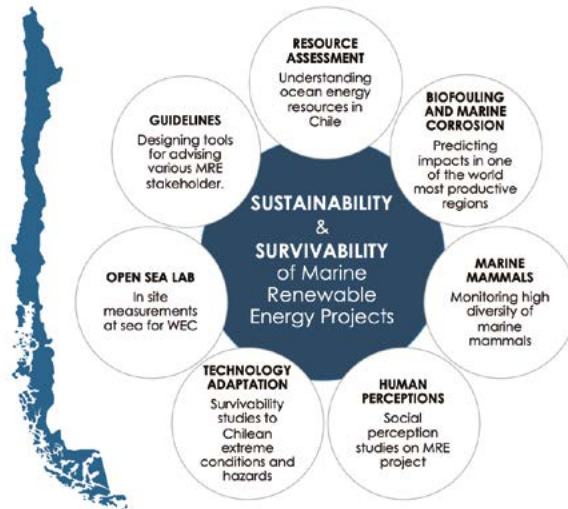 RESOURCE
ASSESSMENT
Understanding
ocean energy
resources in
Chile
BIOFOULING
AND MARINE
CORROSION
Predicting
impacts in one
of the world
most productive
regions
MARINE
MAMMALS
Monitoring high
diversity of
marine
mammals
HUMAN
PERCEPTIONS
Social
perception
studies on MRE
project
TECHNOLOGY
ADAPTATION
Survivability
studies to
Chilean
extreme
conditions and
hazards
OPEN SEA LAB
In site
measurements
at sea for WEC
GUIDELINES
Designing tools
for advising
various MRE
stakeholder.
SUSTAINABILITY
&
SURVIVABILITY
of Marine
Renewable
Energy Projects